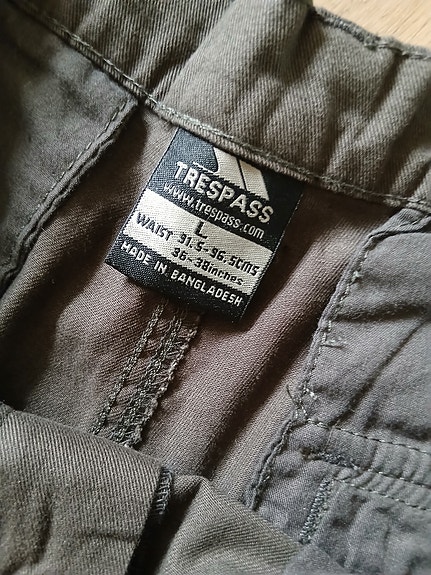 TRESPASS
www.trespass.com
L
WAIST 91.5-96.5CMS
36-38inches
MADE IN BANGLADESH